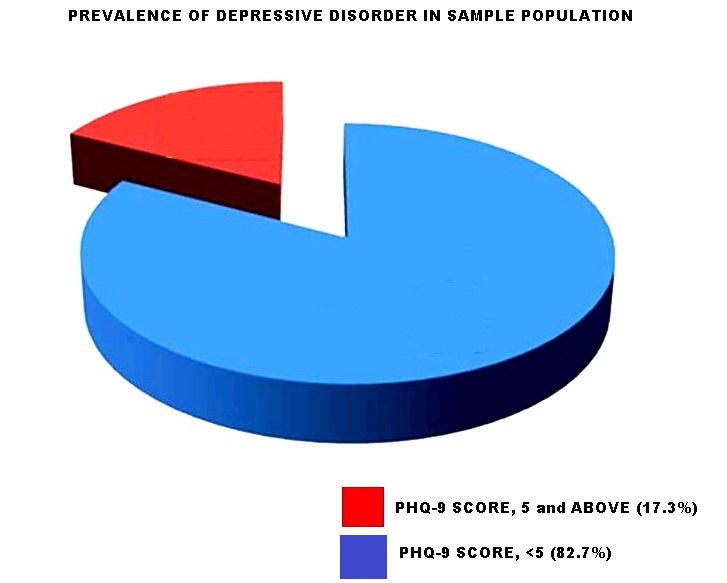 PREVALENCE OF DEPRESSIVE DISORDER IN SAMPLE POPULATION
PHQ-9 SCORE, 5 and ABOVE (17.3%)
PHQ-9 SCORE, <5 (82.7%)